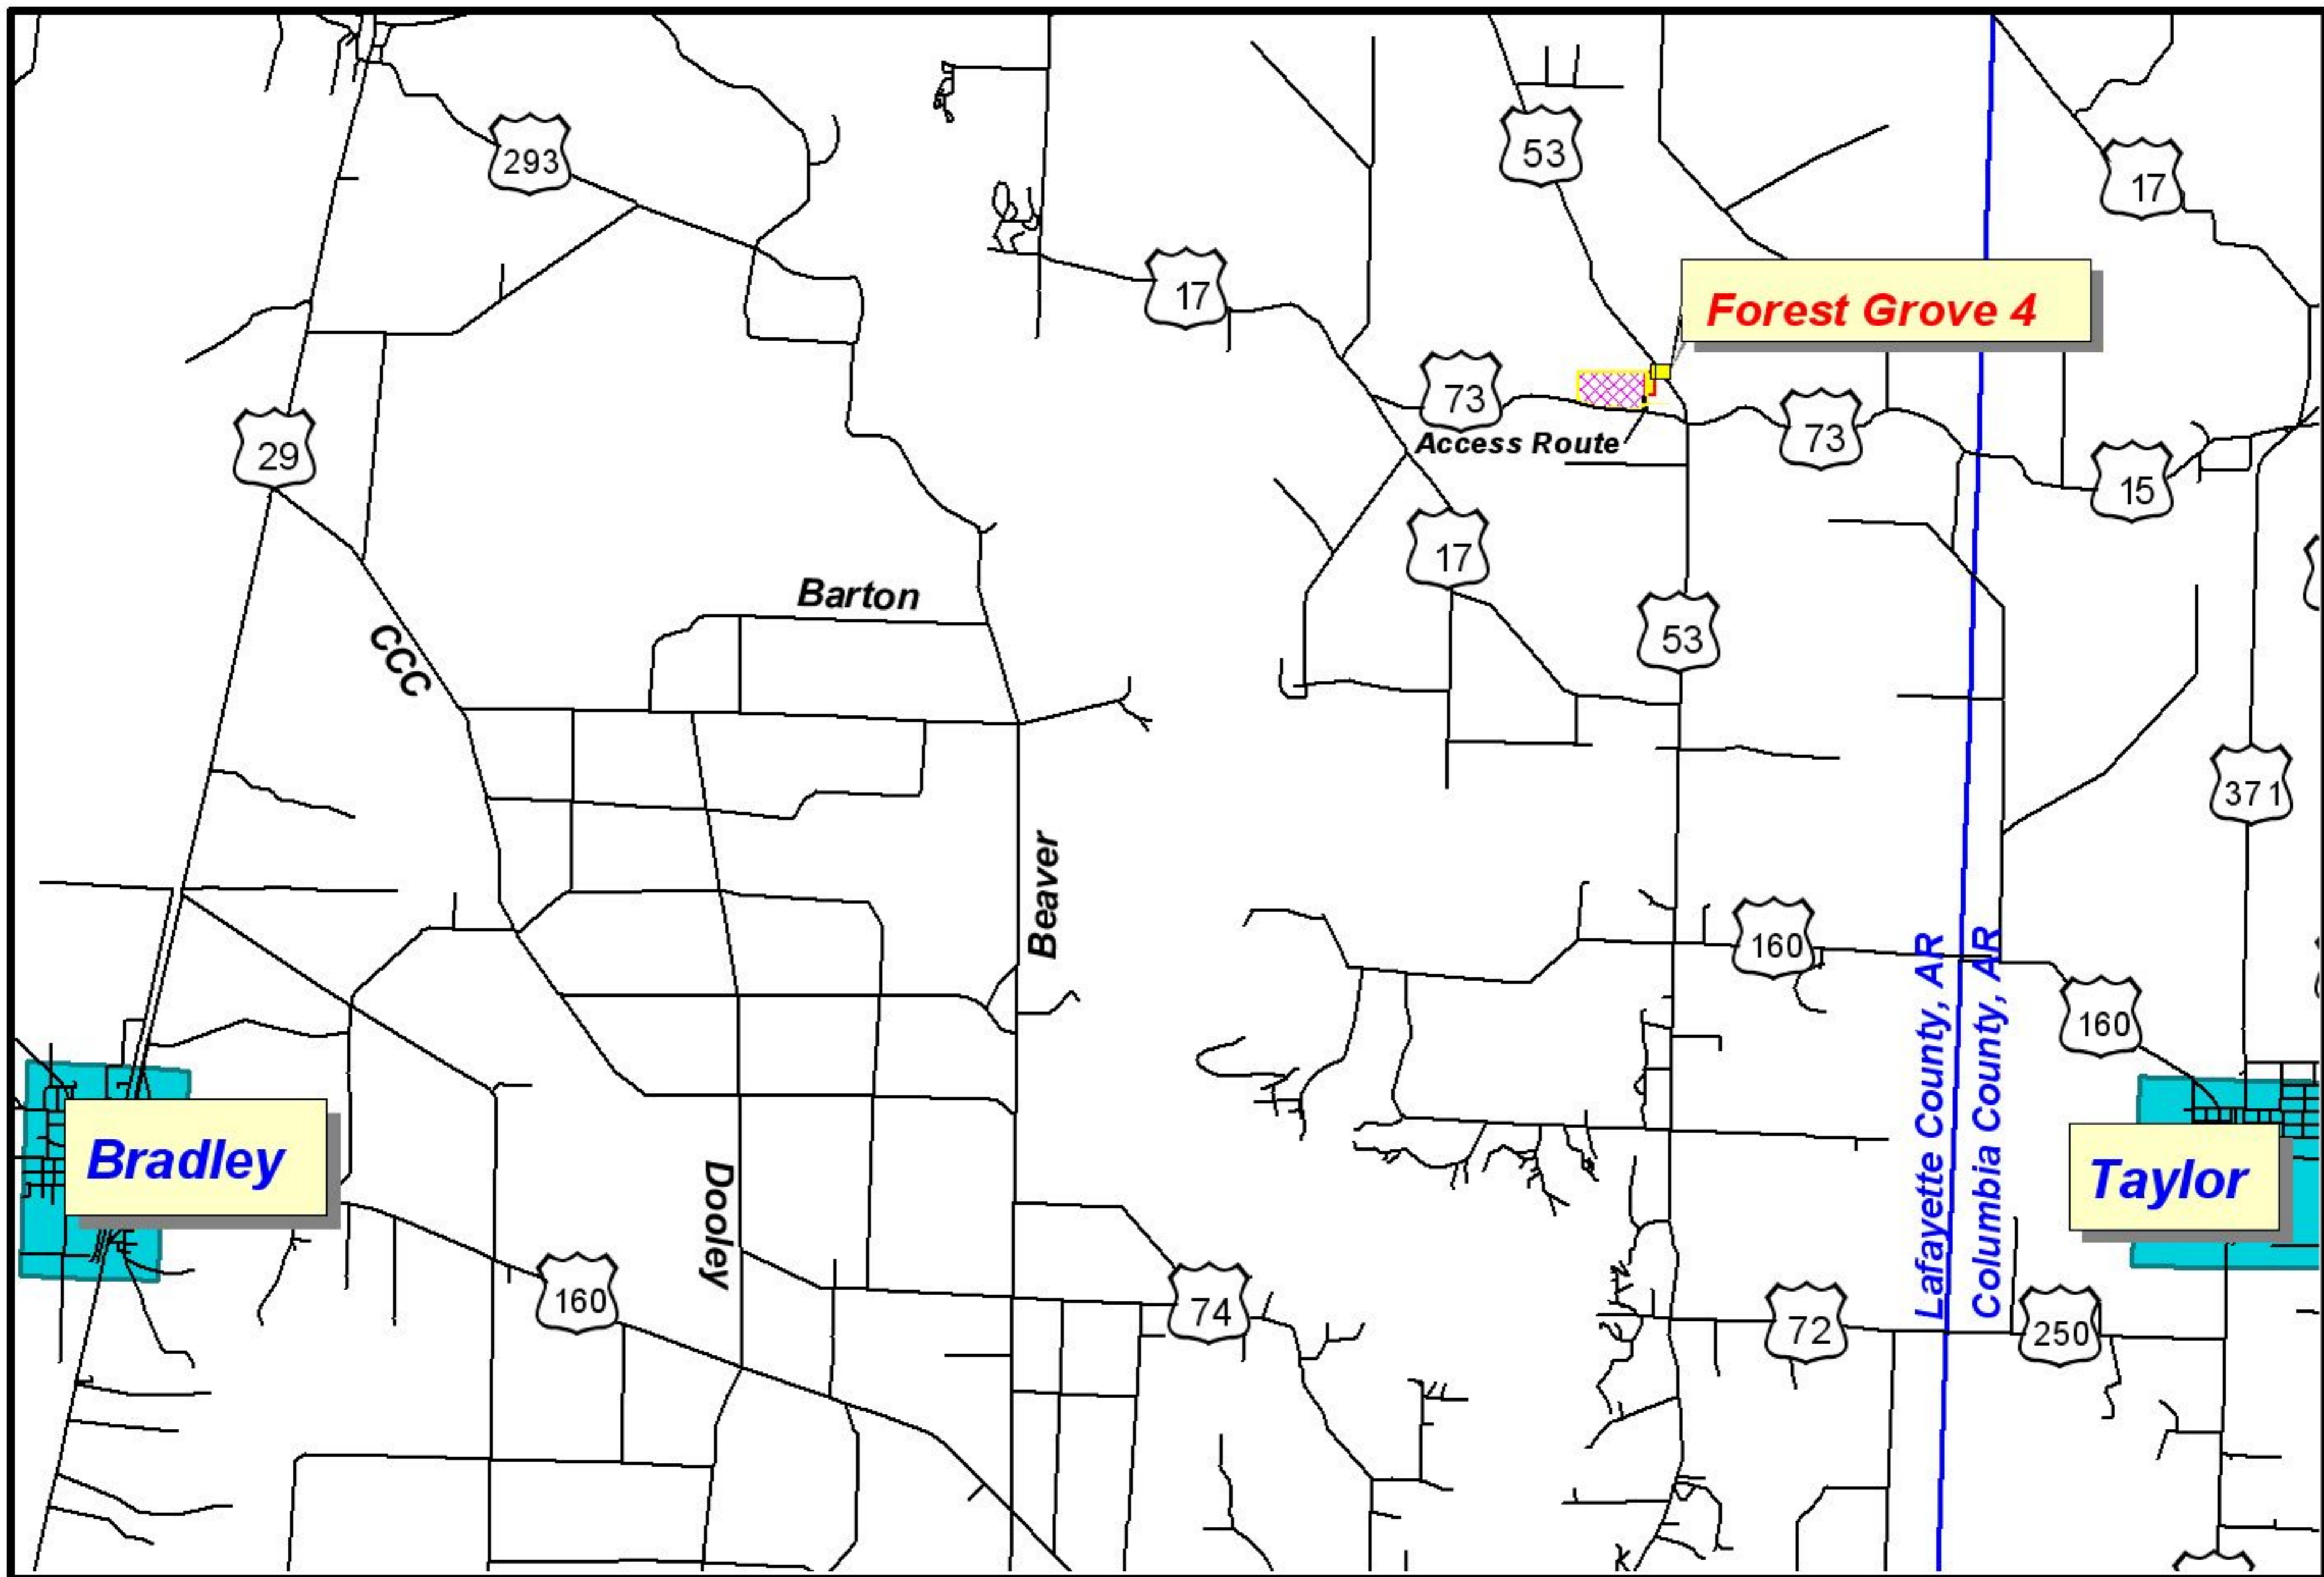 53
293
17
17
Forest Grove 4
73
73
29
Access Route
15
17
Barton
53
CCC
371
Beaver
160
Lafayette County, AR
Columbia County, AR
160
Bradley
Taylor
Dooley
160
74
72
250